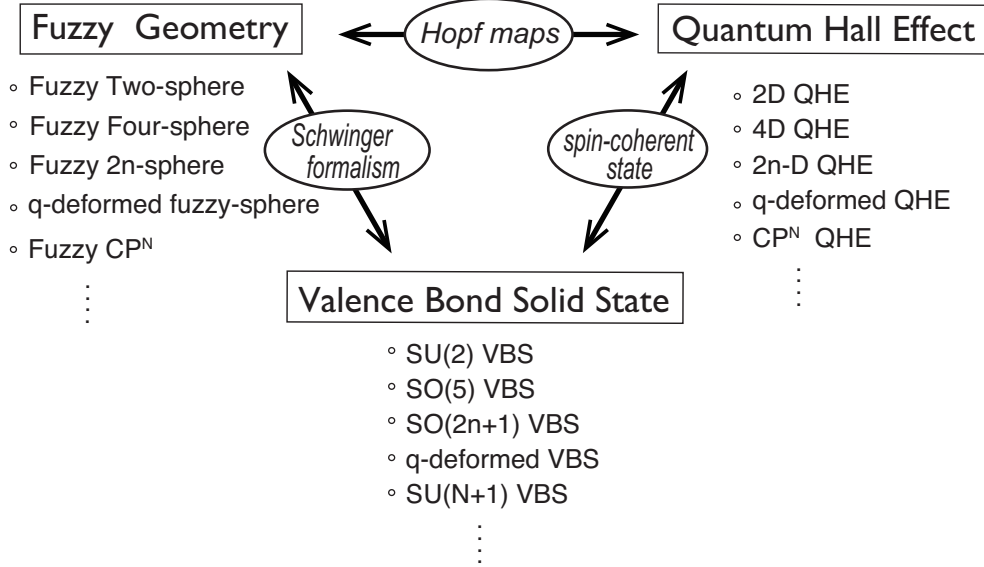 Fuzzy Geometry
Hopf maps
Quantum Hall Effect
◦ Fuzzy Two-sphere
◦ Fuzzy Four-sphere
◦ Fuzzy 2n-sphere
◦ q-deformed fuzzy-sphere
◦ Fuzzy CPᴺ
Schwinger
formalism
spin-coherent
state
◦ 2D QHE
◦ 4D QHE
◦ 2n-D QHE
◦ q-deformed QHE
◦ CPᴺ QHE
Valence Bond Solid State
◦ SU(2) VBS
◦ SO(5) VBS
◦ SO(2n+1) VBS
◦ q-deformed VBS
◦ SU(N+1) VBS